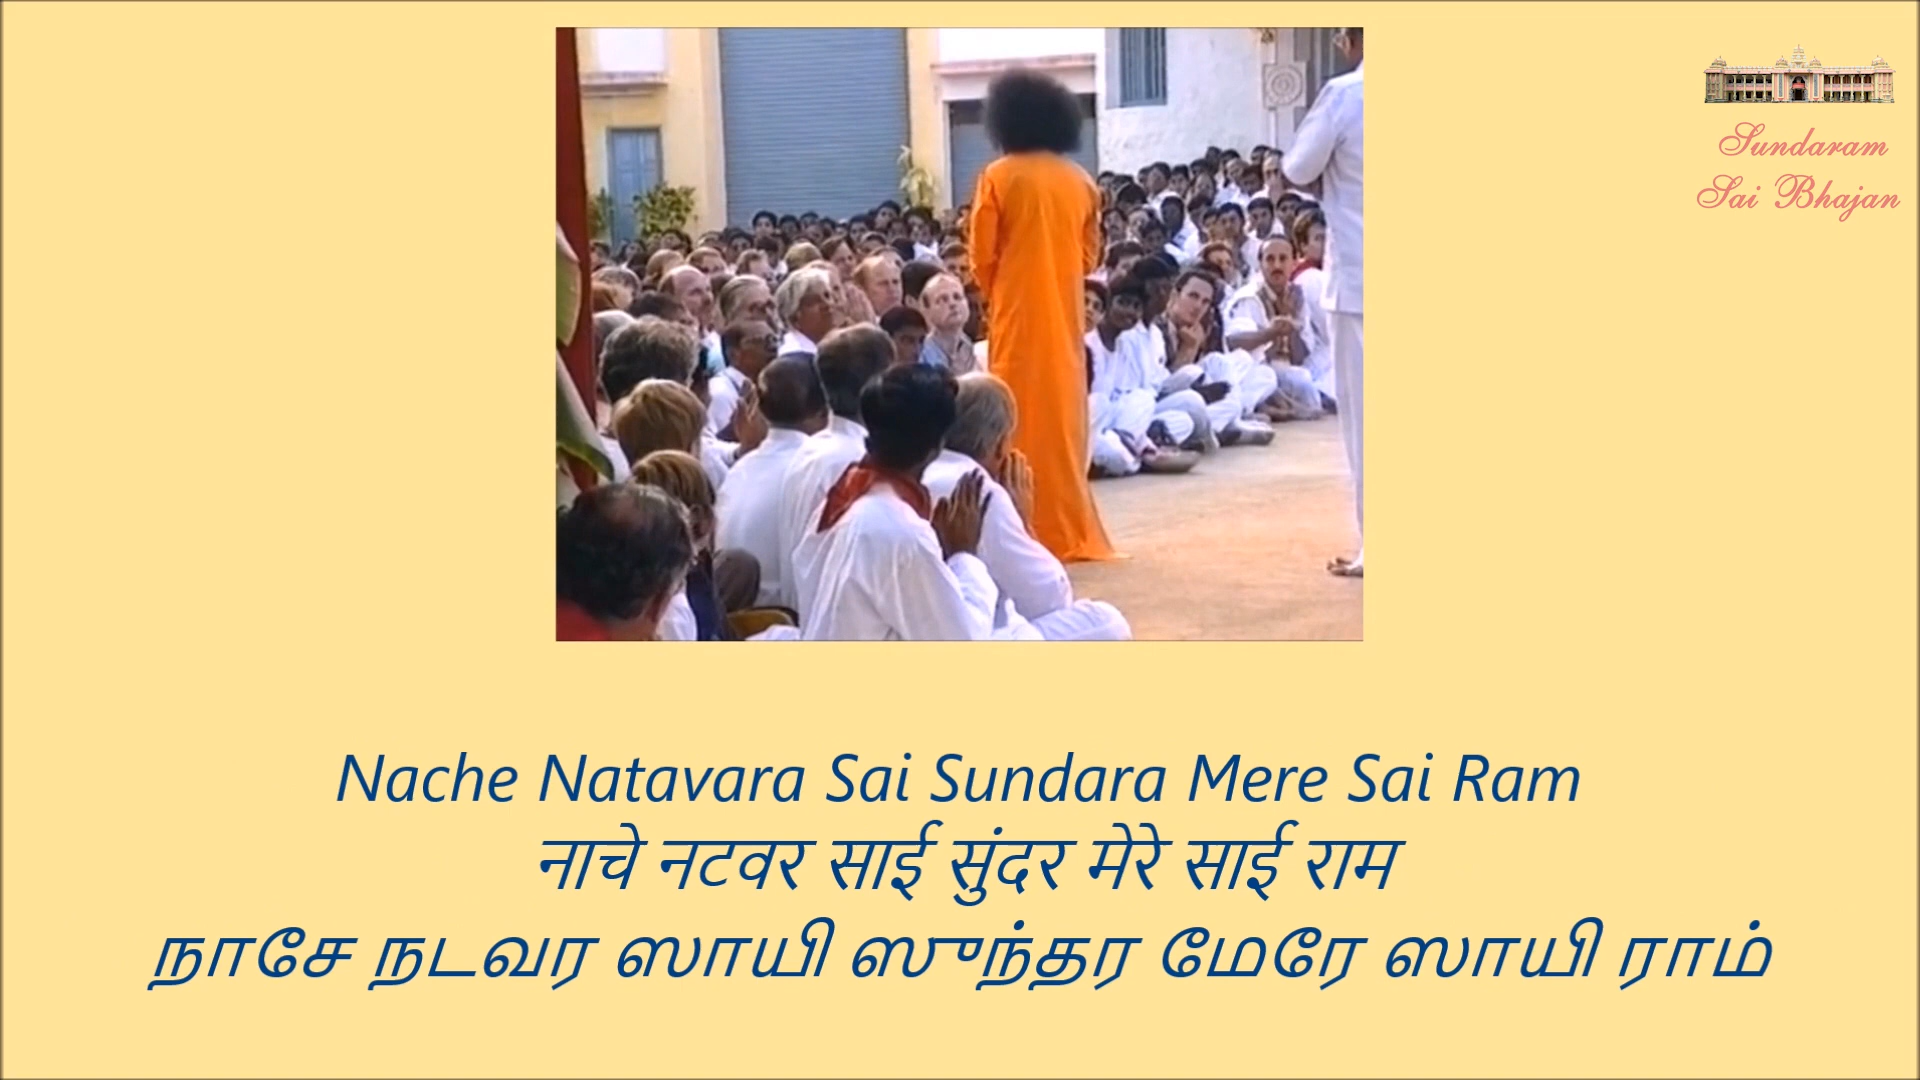 Sundaram
Sai Bhajan
Nache Natavara Sai Sundara Mere Sai Ram
नाचे नटवर साई सुंदर मेरे साई राम
நாசே நடவர ஸாயி ஸுந்தர மேரே ஸாயி ராம்